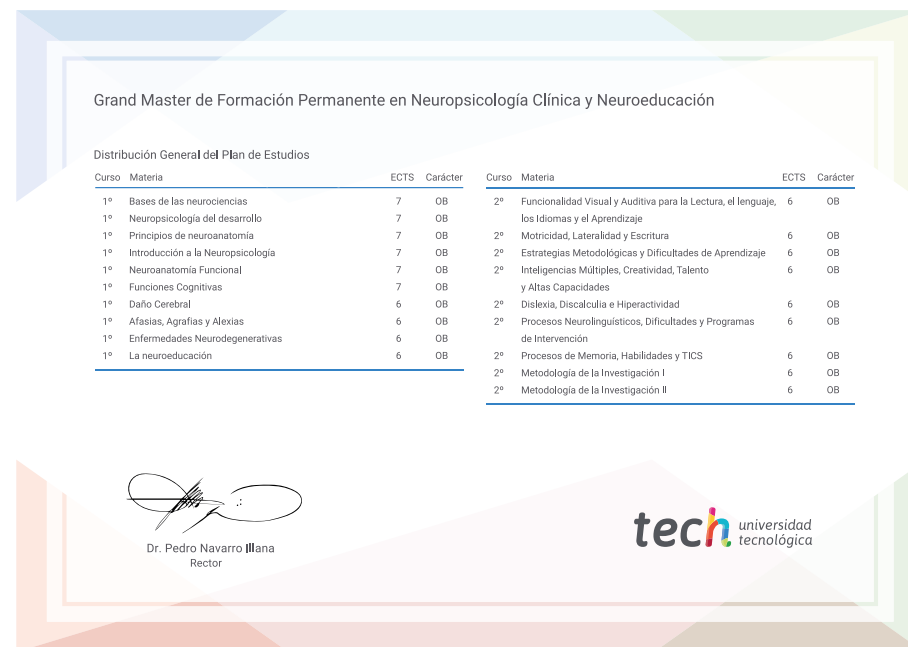 Grand Master de Formación Permanente en Neuropsicología Clínica y Neuroeducación
Distribución General del Plan de Estudios
Curso Materia ECTS Carácter
1º Bases de las neurociencias 7 OB
1º Neuropsicología del desarrollo 7 OB
1º Principios de neuroanatomía 7 OB
1º Introducción a la Neuropsicología 7 OB
1º Neuroanatomía Funcional 7 OB
1º Funciones Cognitivas 7 OB
1º Daño Cerebral 6 OB
1º Afasias, Agrafias y Alexias 6 OB
1º Enfermedades Neurodegenerativas 6 OB
1º La neuroeducación 6 OB
Curso Materia ECTS Carácter
2º Funcionalidad Visual y Auditiva para la Lectura, el lenguaje, 6 OB
los Idiomas y el Aprendizaje
2º Motricidad, Lateralidad y Escritura 6 OB
2º Estrategias Metodológicas y Dificultades de Aprendizaje 6 OB
2º Inteligencias Múltiples, Creatividad, Talento 6 OB
y Altas Capacidades
2º Dislexia, Discalculia e Hiperactividad 6 OB
2º Procesos Neurolinguísticos, Dificultades y Programas 6 OB
de Intervención
2º Procesos de Memoria, Habilidades y TICS 6 OB
2º Metodología de la Investigación I 6 OB
2º Metodología de la Investigación II 6 OB
Dr. Pedro Navarro Illana
Rector
tech universidad
tecnológica